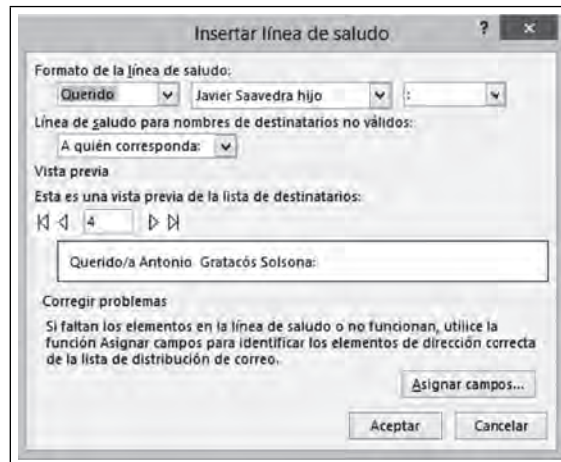 Insertar línea de saludo ? ×
Formato de la línea de saludo:
Querido Javier Saavedra hijo :
Línea de saludo para nombres de destinatarios no válidos:
A quién corresponda:
Vista previa
Esta es una vista previa de la lista de destinatarios:
4
Querido/a Antonio Gratacós Solsona:
Corregir problemas
Si faltan los elementos en la línea de saludo o no funcionan, utilice la
función Asignar campos para identificar los elementos de dirección correcta
de la lista de distribución de correo.
Asignar campos...
Aceptar Cancelar